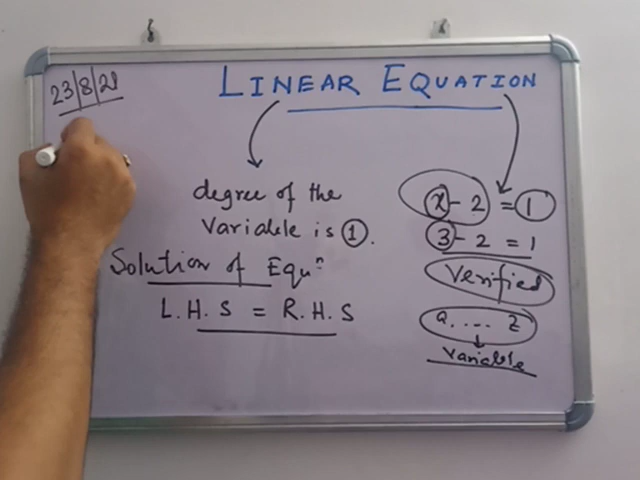 23|8|21
LINEAR EQUATION
degree of the
Variable is 1.
Solution of Equⁿ
L.H.S = R.H.S
x - 2 = 1
3 - 2 = 1
Verified
a.... z
Variable